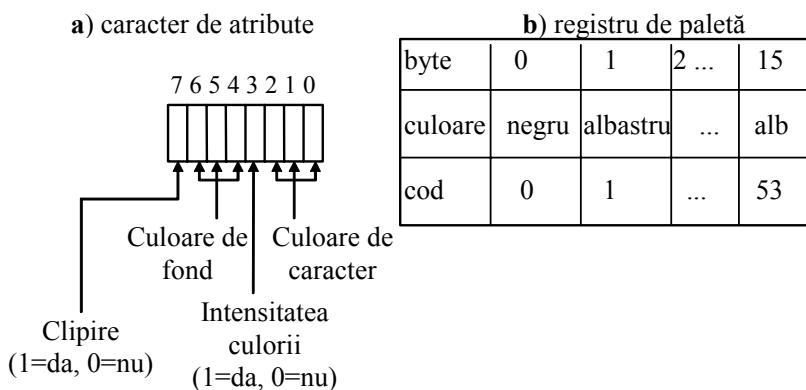 a) caracter de atribute
7 6 5 4 3 2 1 0
Culoare de
fond
Culoare de
caracter
Clipire
(1=da, 0=nu)
Intensitatea
culorii
(1=da, 0=nu)
b) registru de paletă
byte 0 1 2 ... 15
culoare negru albastru ... alb
cod 0 1 ... 53